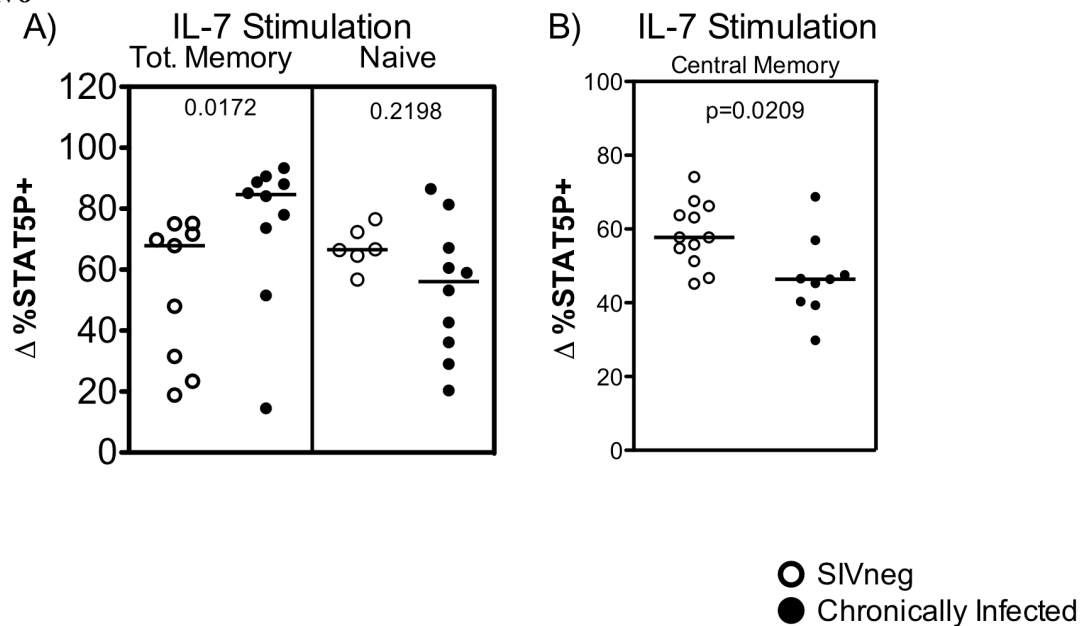 A) IL-7 Stimulation
Tot. Memory Naive
0.0172 0.2198
120
100
80
60
40
20
0
Δ %STAT5P+
B) IL-7 Stimulation
Central Memory
p=0.0209
100
80
60
40
20
0
Δ %STAT5P+
SIVneg
Chronically Infected